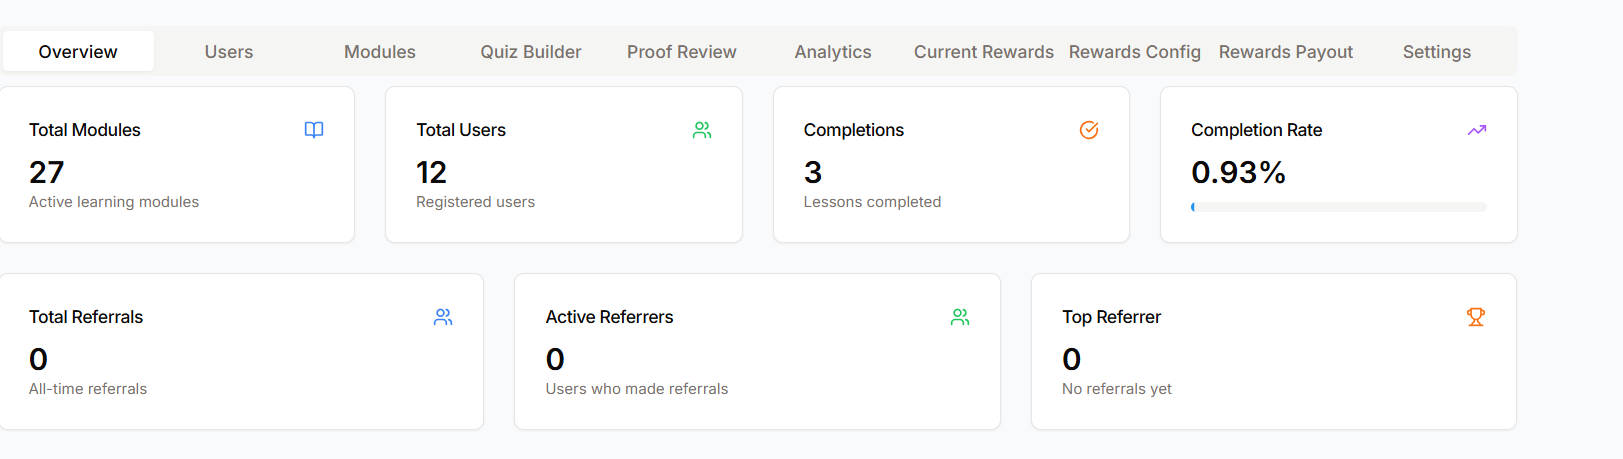 Overview Users Modules Quiz Builder Proof Review Analytics Current Rewards Rewards Config Rewards Payout Settings
Total Modules
27
Active learning modules
Total Users
12
Registered users
Completions
3
Lessons completed
Completion Rate
0.93%
Total Referrals
0
All-time referrals
Active Referrers
0
Users who made referrals
Top Referrer
0
No referrals yet